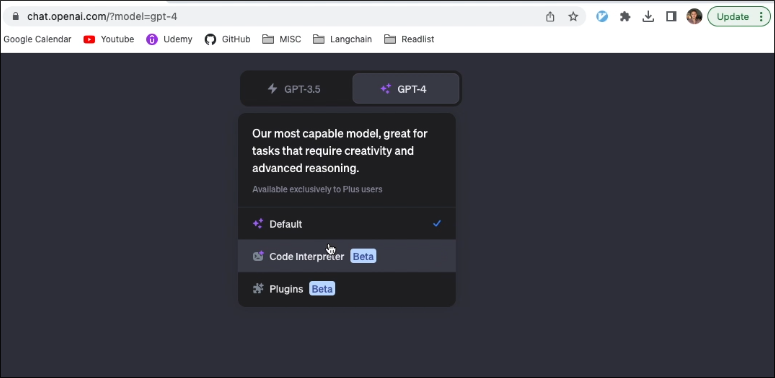 chat.openai.com/?model=gpt-4
Update
Google Calendar Youtube Udemy GitHub MISC Langchain Readlist
GPT-3.5 GPT-4
Our most capable model, great for
tasks that require creativity and
advanced reasoning.
Available exclusively to Plus users
Default
Code Interpreter Beta
Plugins Beta